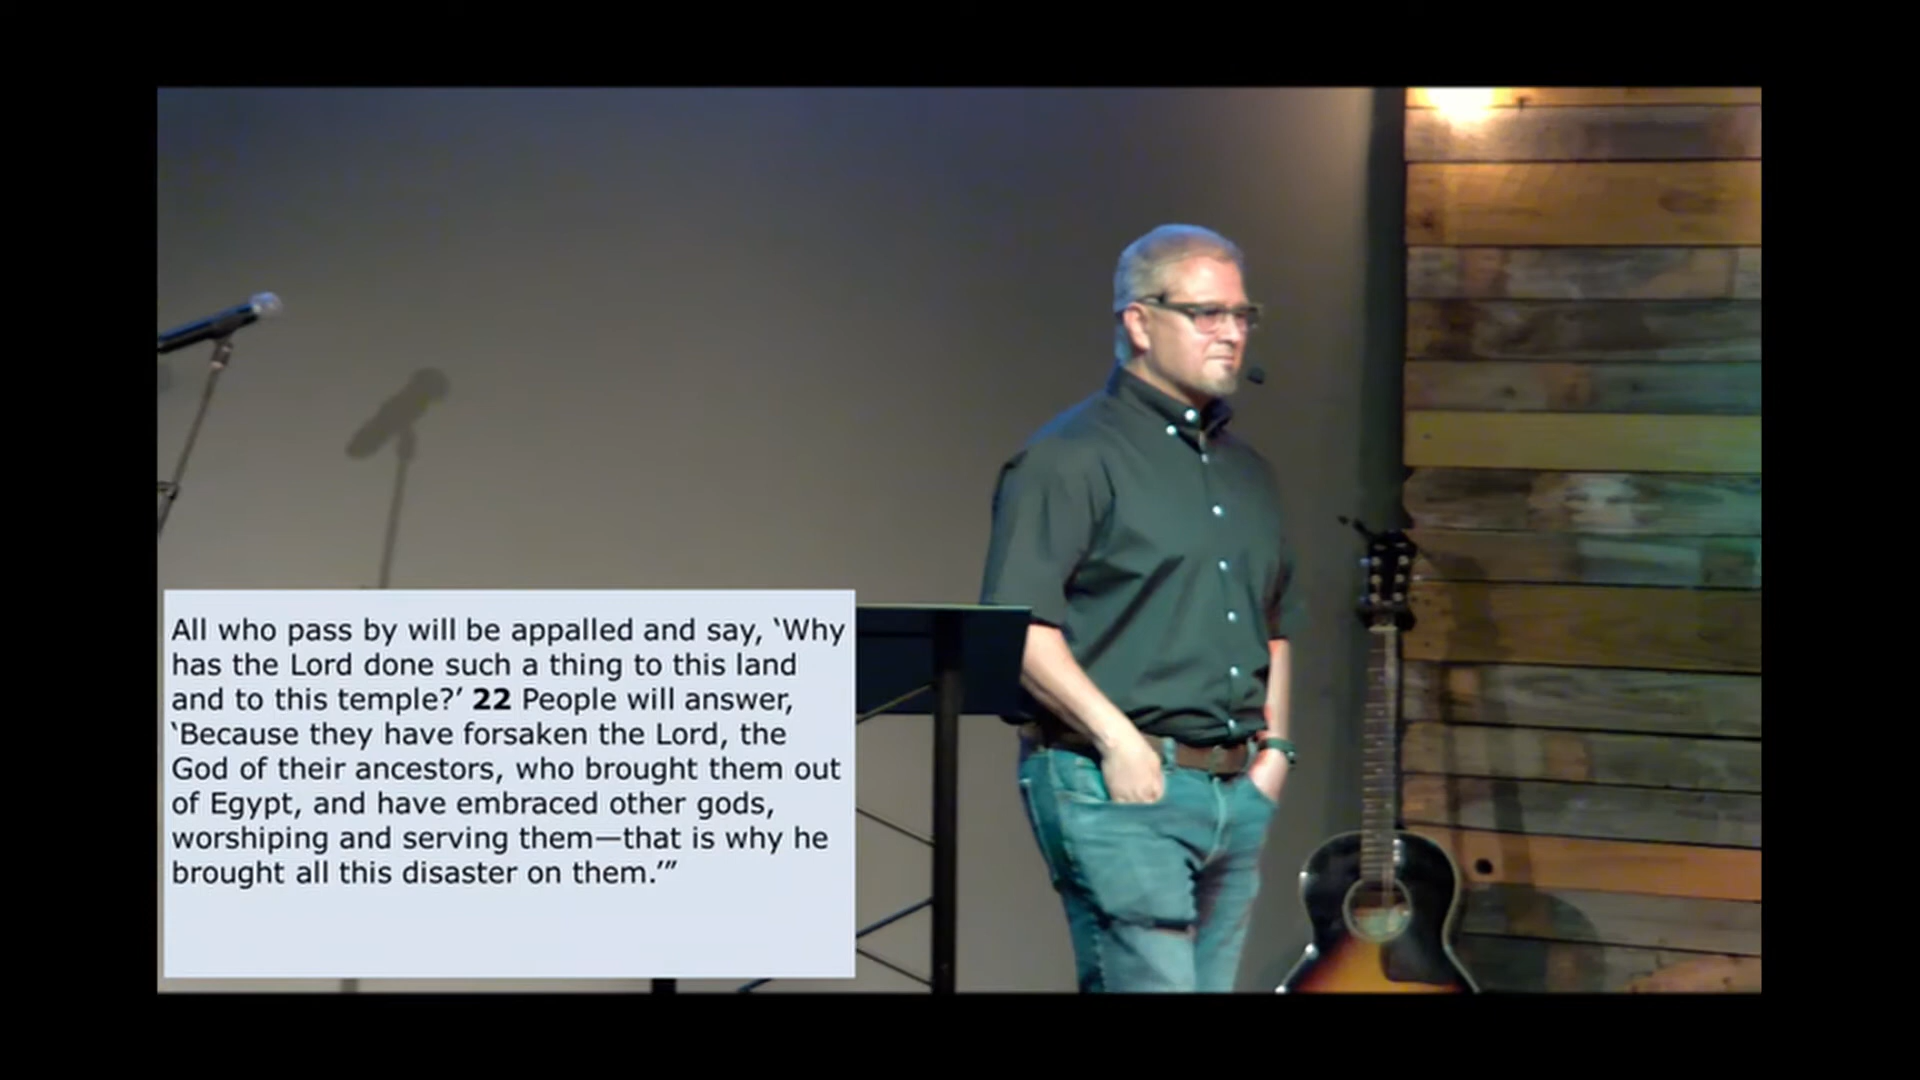 All who pass by will be appalled and say, ‘Why
has the Lord done such a thing to this land
and to this temple?’ 22 People will answer,
‘Because they have forsaken the Lord, the
God of their ancestors, who brought them out
of Egypt, and have embraced other gods,
worshiping and serving them—that is why he
brought all this disaster on them.’”